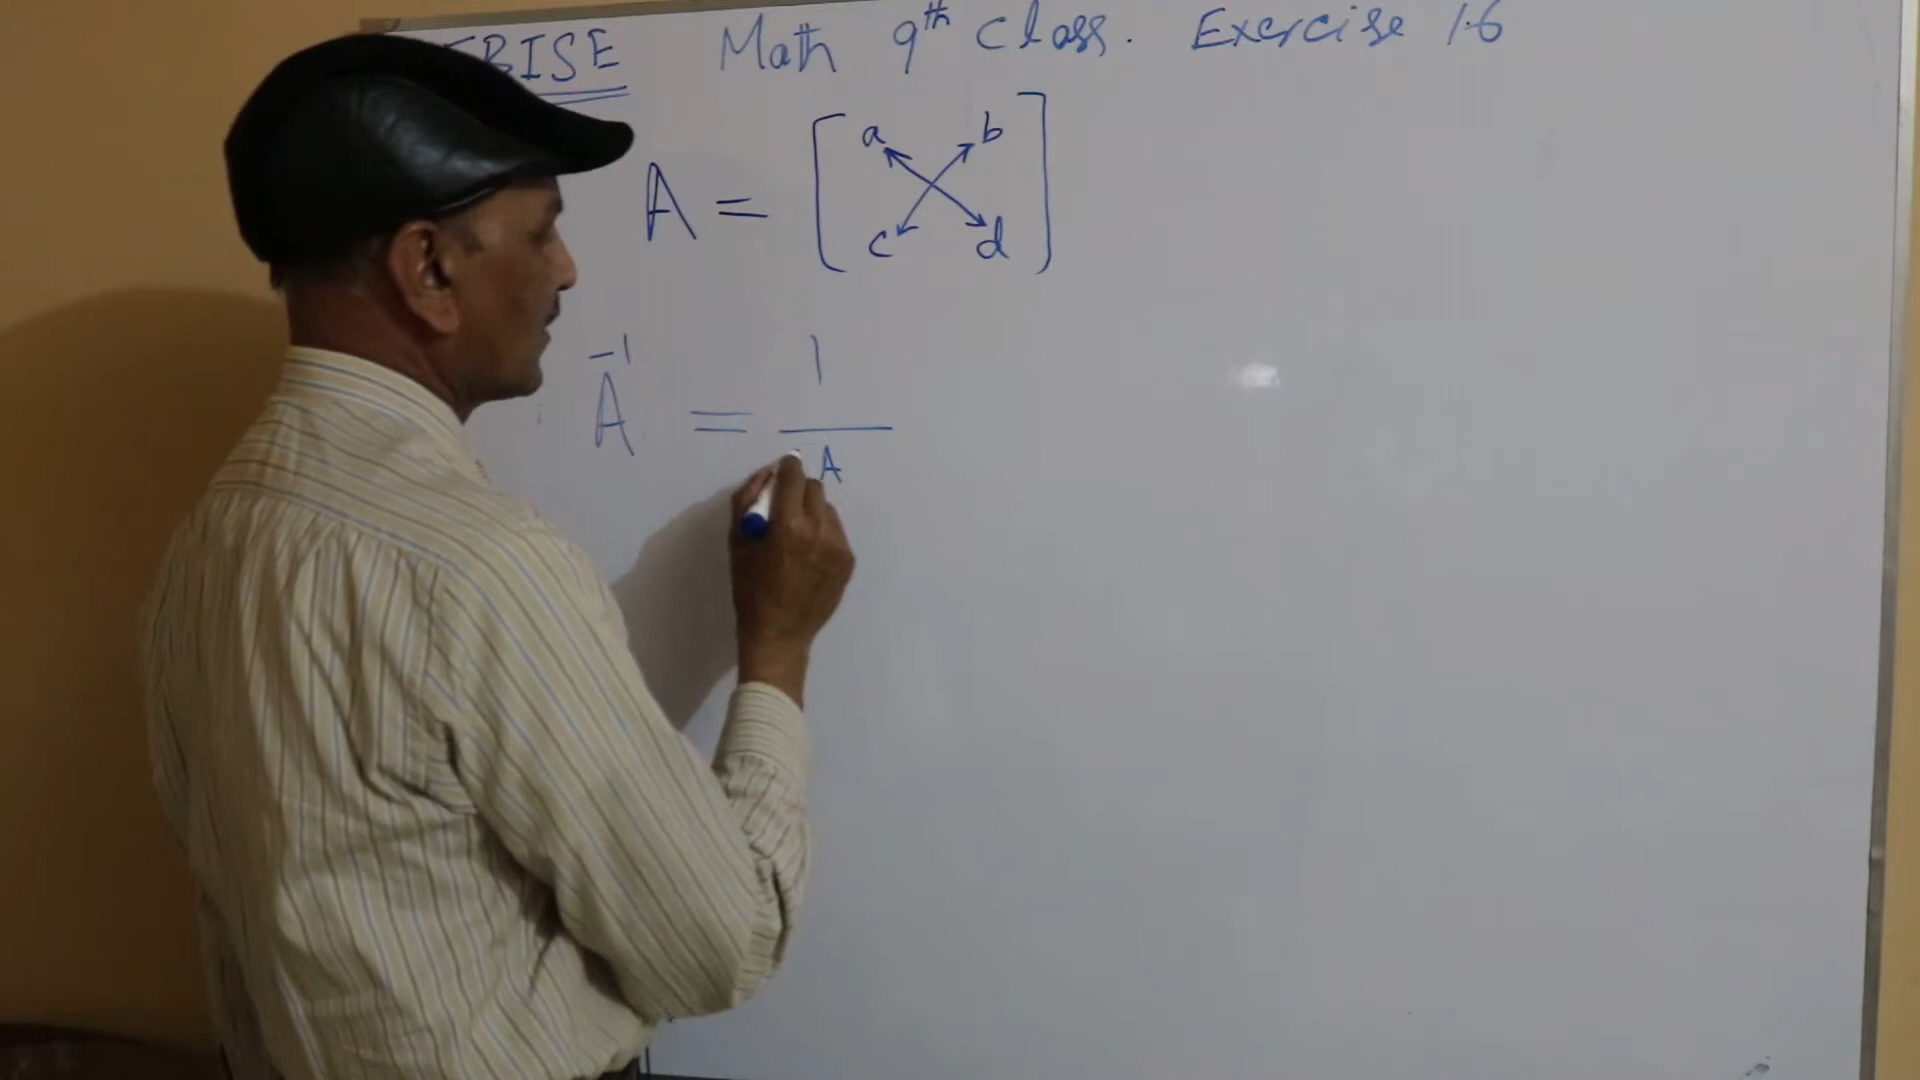 BISE Math 9th Class. Exercise 1.6
A = [ a b
c d ]
A⁻¹ = 1
A